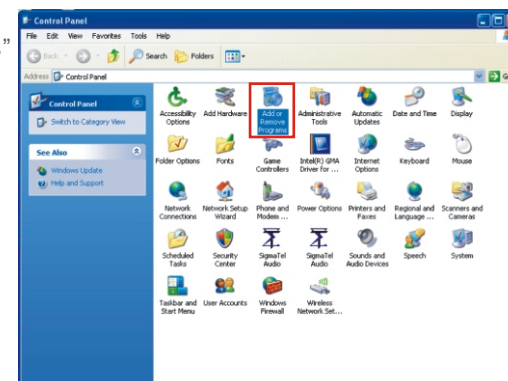 ”
Control Panel
File Edit View Favorites Tools Help
Back Search Folders
Address Control Panel G
Control Panel
Switch to Category View
See Also
Windows Update
Help and Support
Accessibility Options
Add Hardware
Add or Remove Programs
Administrative Tools
Automatic Updates
Date and Time
Display
Folder Options
Fonts
Game Controllers
Intel(R) GMA Driver for ...
Internet Options
Keyboard
Mouse
Network Connections
Network Setup Wizard
Phone and Modem ...
Power Options
Printers and Faxes
Regional and Language ...
Scanners and Cameras
Scheduled Tasks
Security Center
SigmaTel Audio
SigmaTel Audio
Sounds and Audio Devices
Speech
System
Taskbar and Start Menu
User Accounts
Windows Firewall
Wireless Network Set...